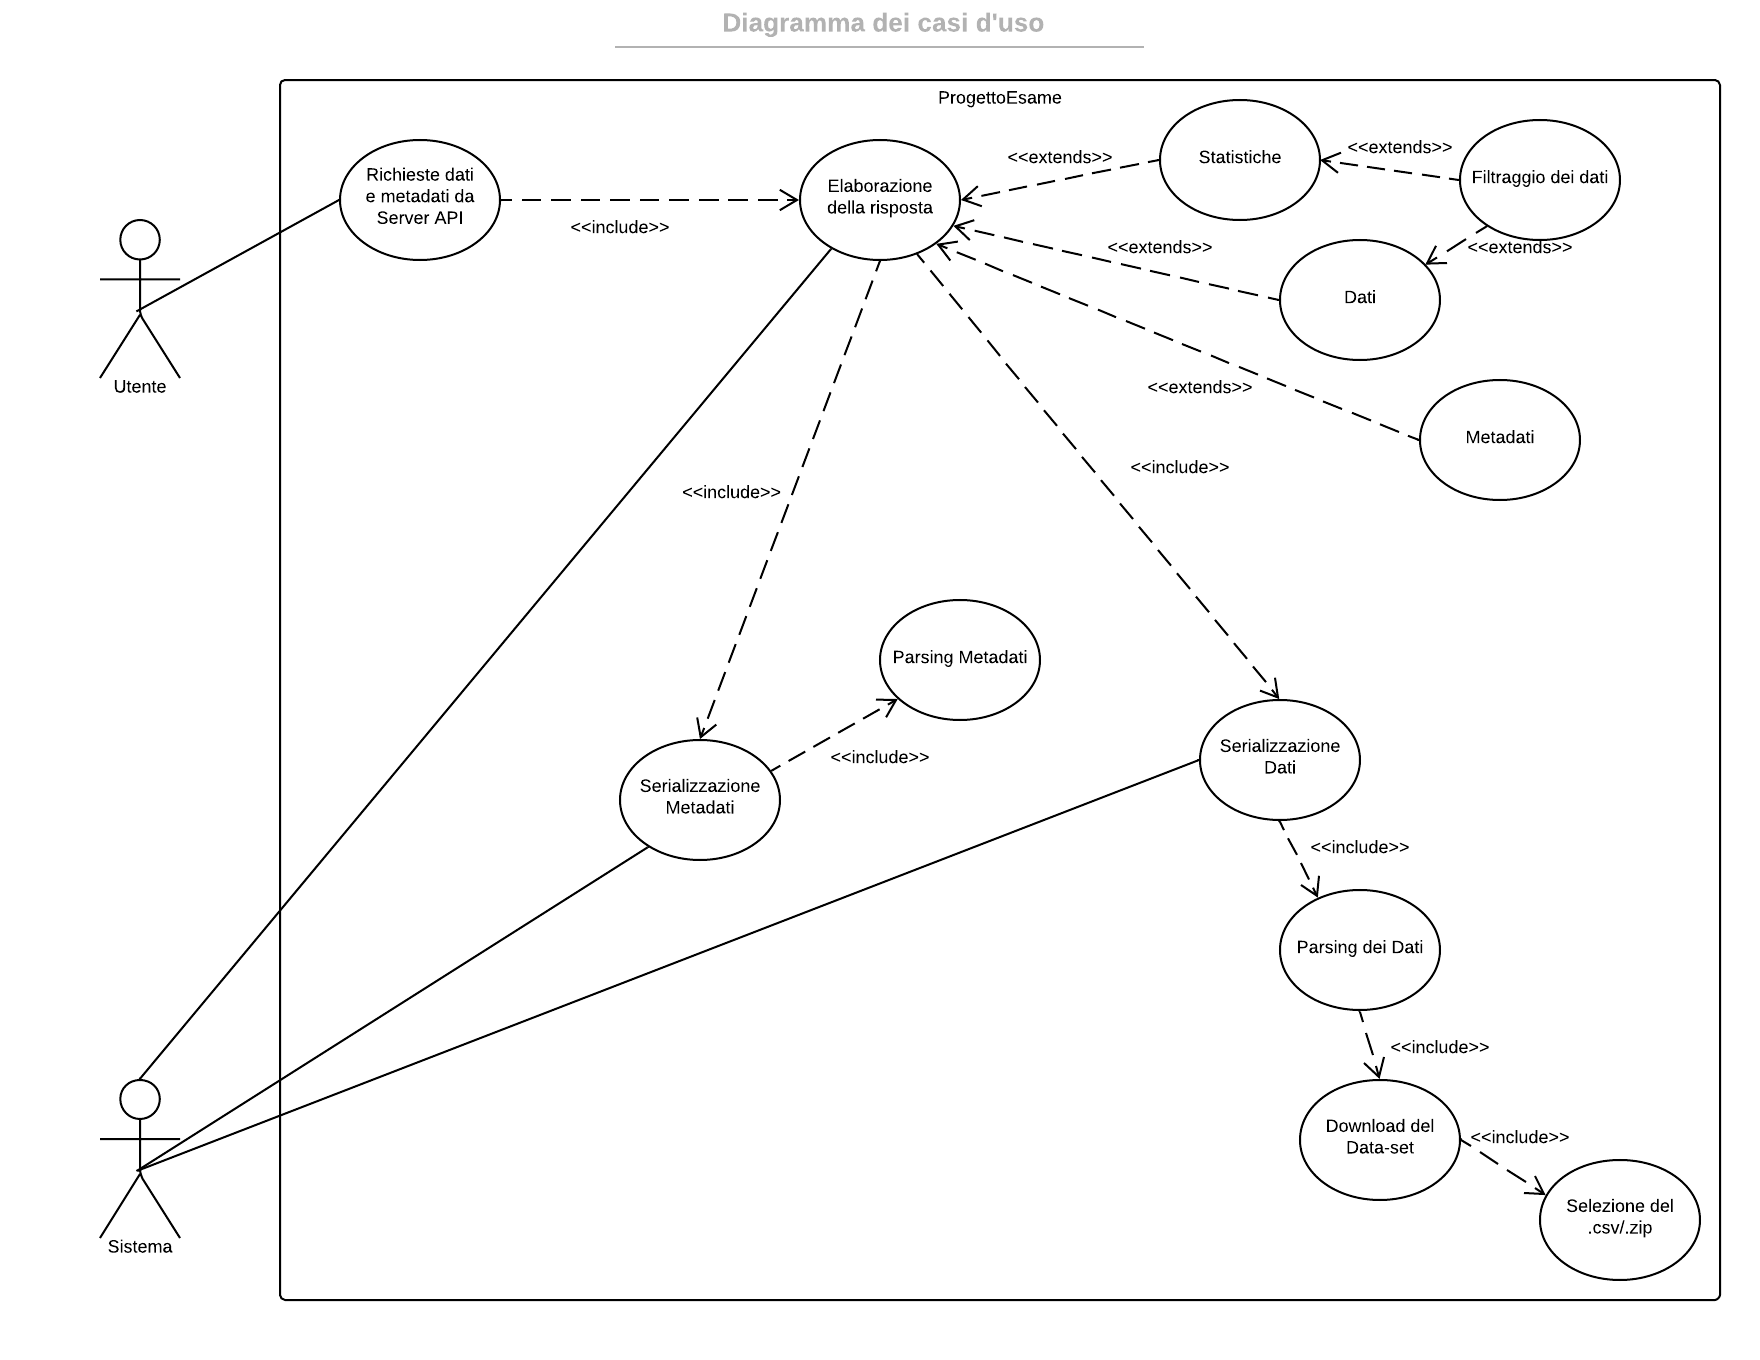 Diagramma dei casi d'uso
ProgettoEsame
Richieste dati
e metadati da
Server API
<<include>>
Elaborazione
della risposta
<<extends>>
Statistiche
<<extends>>
Filtraggio dei dati
<<extends>>
<<extends>>
Dati
<<extends>>
Metadati
Utente
<<include>>
<<include>>
Parsing Metadati
<<include>>
Serializzazione
Metadati
Serializzazione
Dati
<<include>>
Parsing dei Dati
<<include>>
Download del
Data-set
<<include>>
Selezione del
.csv/.zip
Sistema